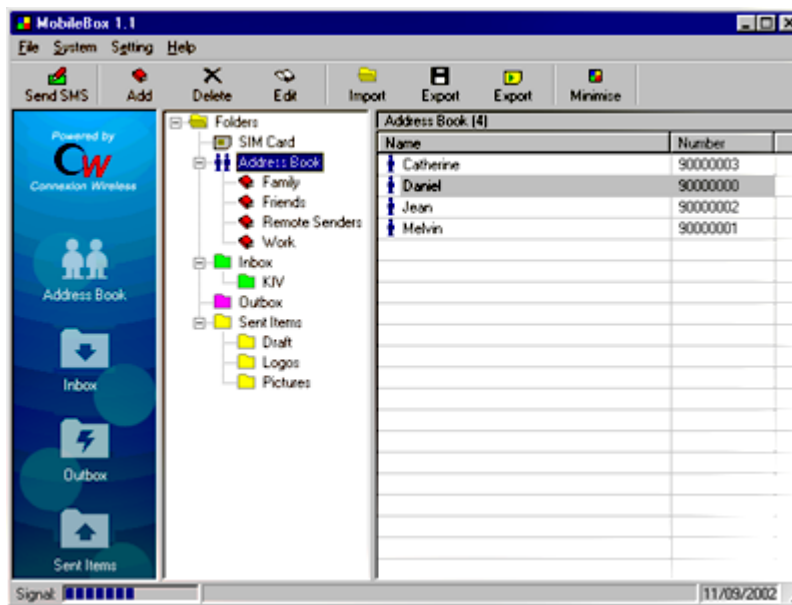 MobileBox 1.1
File System Setting Help
Send SMS Add Delete Edit Import Export Export Minimise
Powered by
CW
Connexion Wireless
Address Book
Inbox
Outbox
Sent Items
Folders
SIM Card
Address Book
Family
Friends
Remote Senders
Work
Inbox
KIV
Outbox
Sent Items
Draft
Logos
Pictures
Address Book (4)
Name Number
Catherine 90000003
Daniel 90000000
Jean 90000002
Melvin 90000001
Signal: 11/09/2002